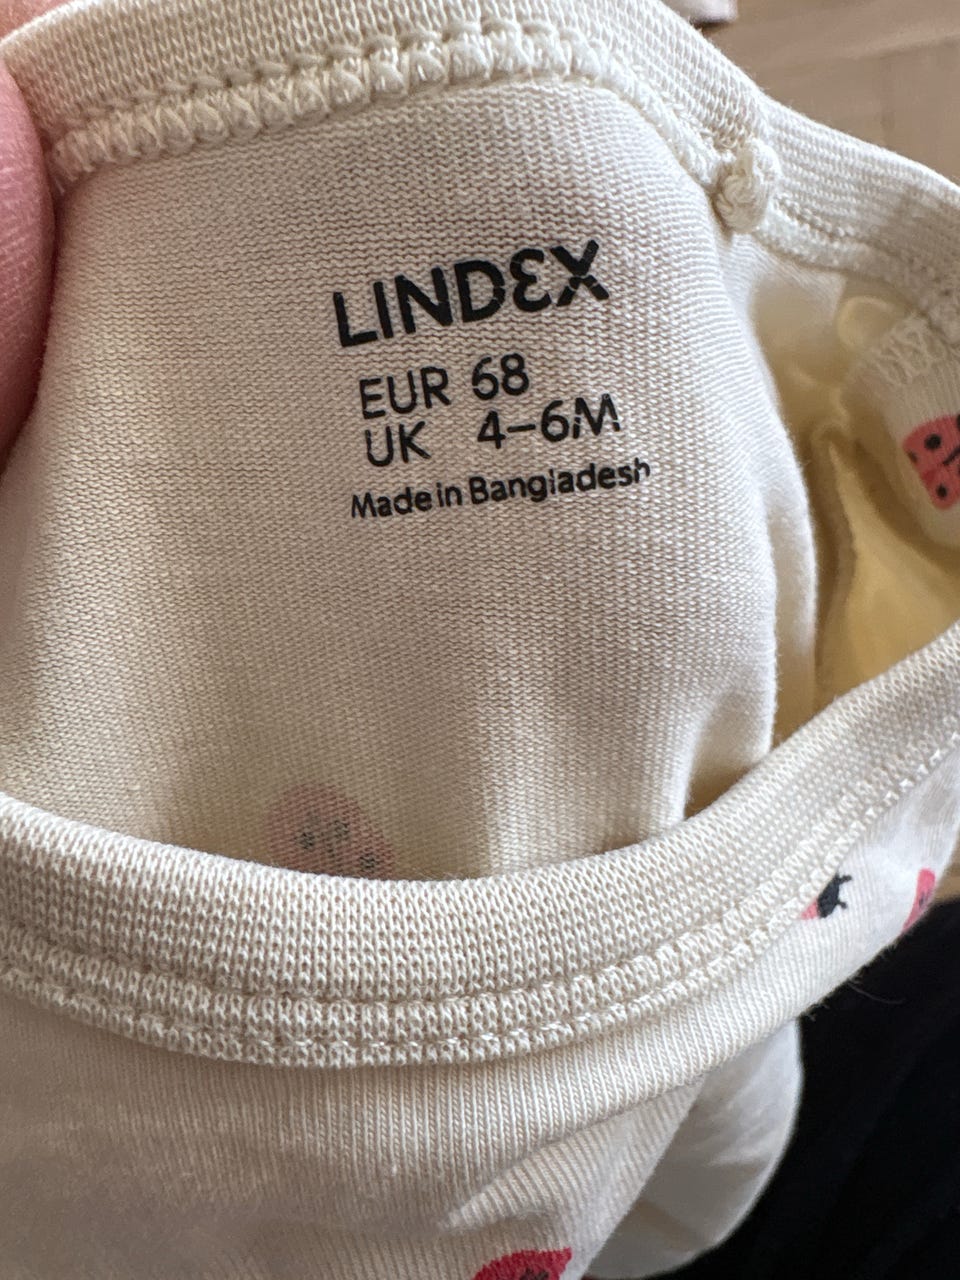 LINDEX
EUR 68
UK 4-6M
Made in Bangladesh